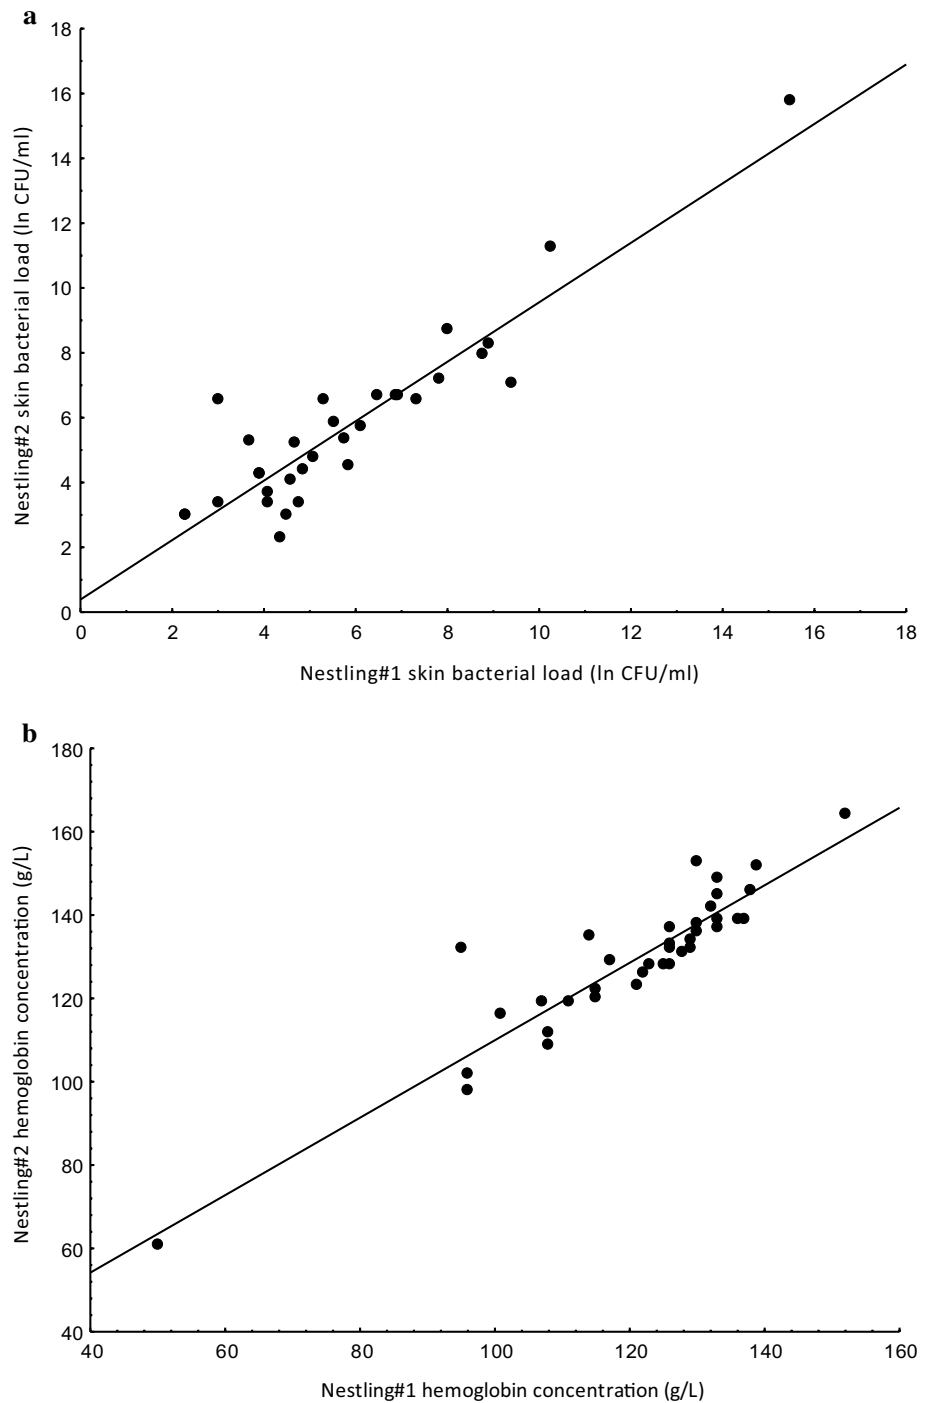 a
18
16
14
12
10
8
6
4
2
0
0 2 4 6 8 10 12 14 16 18
Nestling#2 skin bacterial load (ln CFU/ml)
Nestling#1 skin bacterial load (ln CFU/ml)
b
180
160
140
120
100
80
60
40
40 60 80 100 120 140 160
Nestling#2 hemoglobin concentration (g/L)
Nestling#1 hemoglobin concentration (g/L)